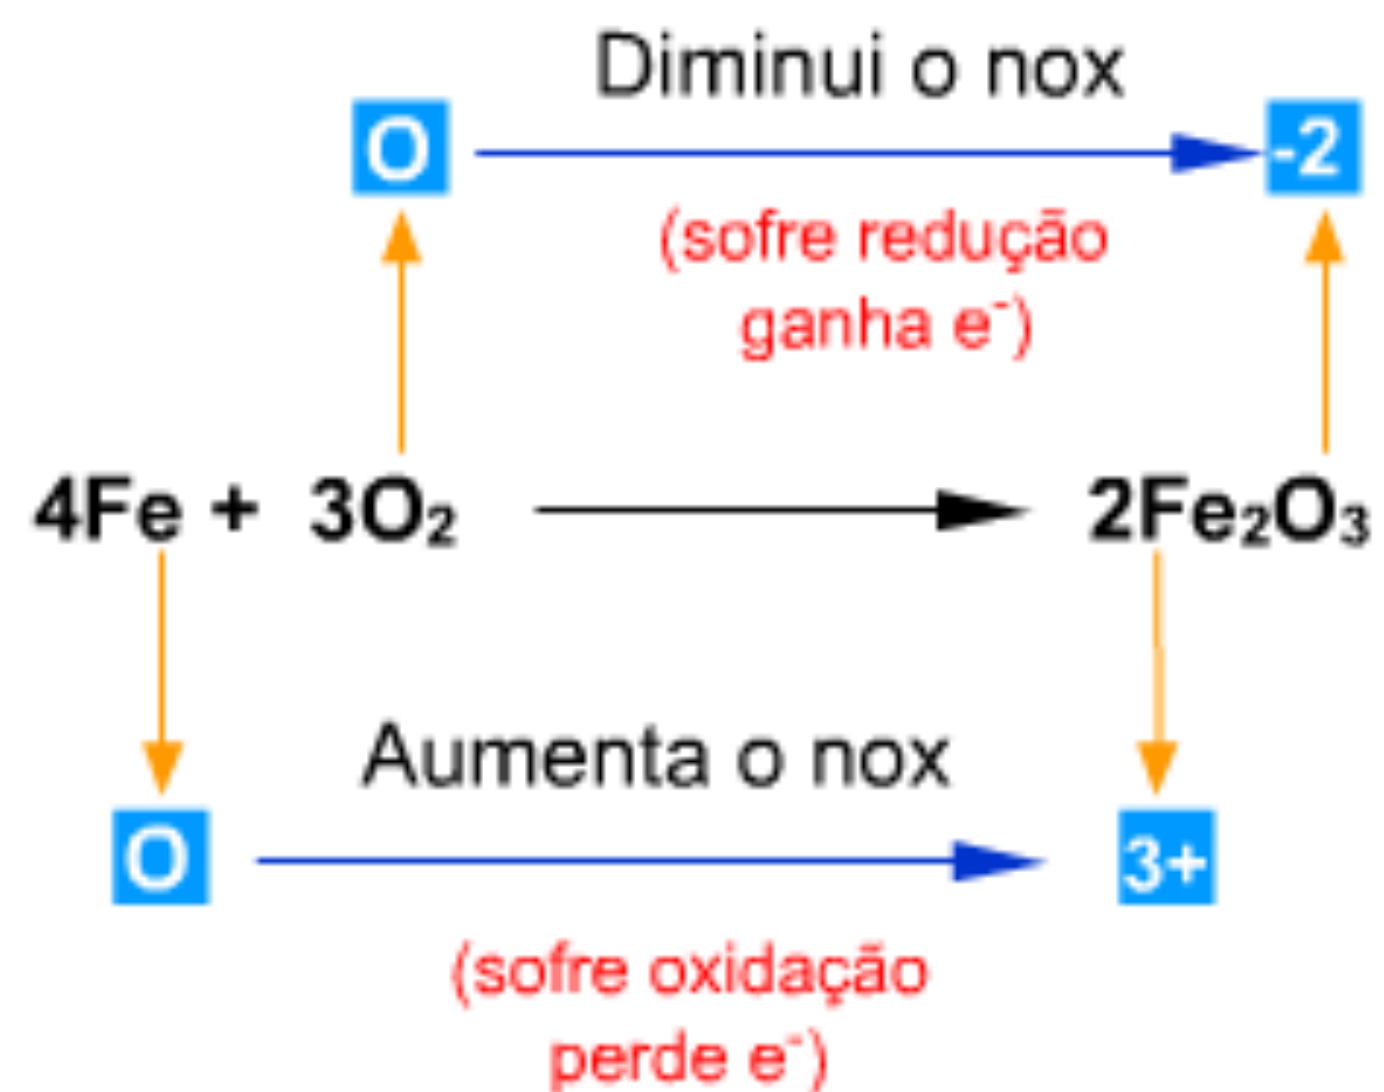 Diminui o nox
O -2
(sofre redução
ganha e⁻)
4Fe + 3O₂ 2Fe₂O₃
Aumenta o nox
O 3+
(sofre oxidação
perde e⁻)